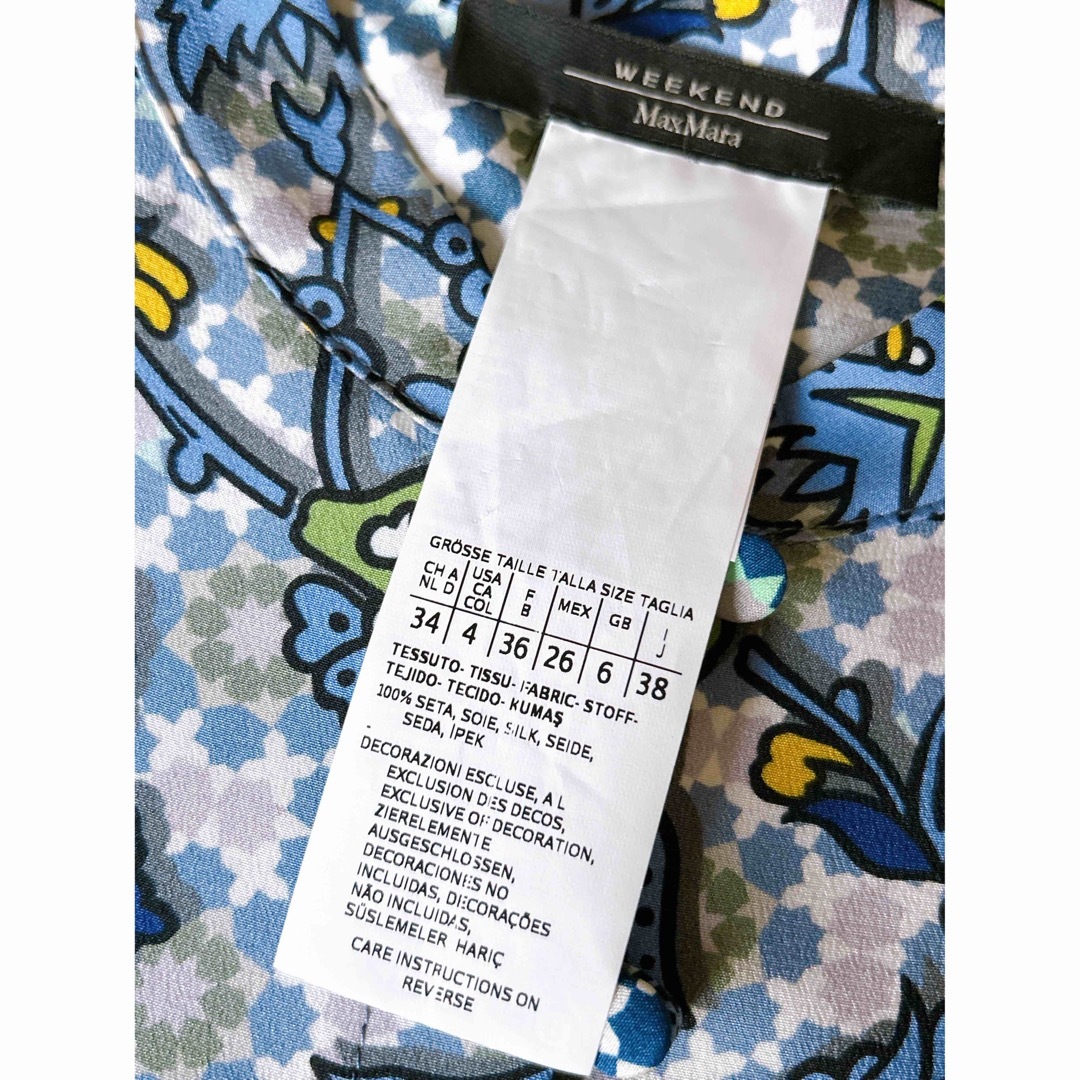 WEEKEND
MaxMara
GRÖSSE TAILLE TALLA SIZE TAGLIA
CH A USA F MEX GB I
NL D CA B J
COL
34 4 36 26 6 38
TESSUTO- TISSU- FABRIC- STOFF-
TEJIDO- TECIDO- KUMAŞ
100% SETA, SOIE, SILK, SEIDE,
SEDA, İPEK
DECORAZIONI ESCLUSE, A L
EXCLUSION DES DECOS,
EXCLUSIVE OF DECORATION,
ZIERELEMENTE
AUSGESCHLOSSEN,
DECORACIONES NO
INCLUIDAS, DECORAÇÕES
NÃO INCLUIDAS,
SÜSLEMELER HARIÇ
CARE INSTRUCTIONS ON
REVERSE